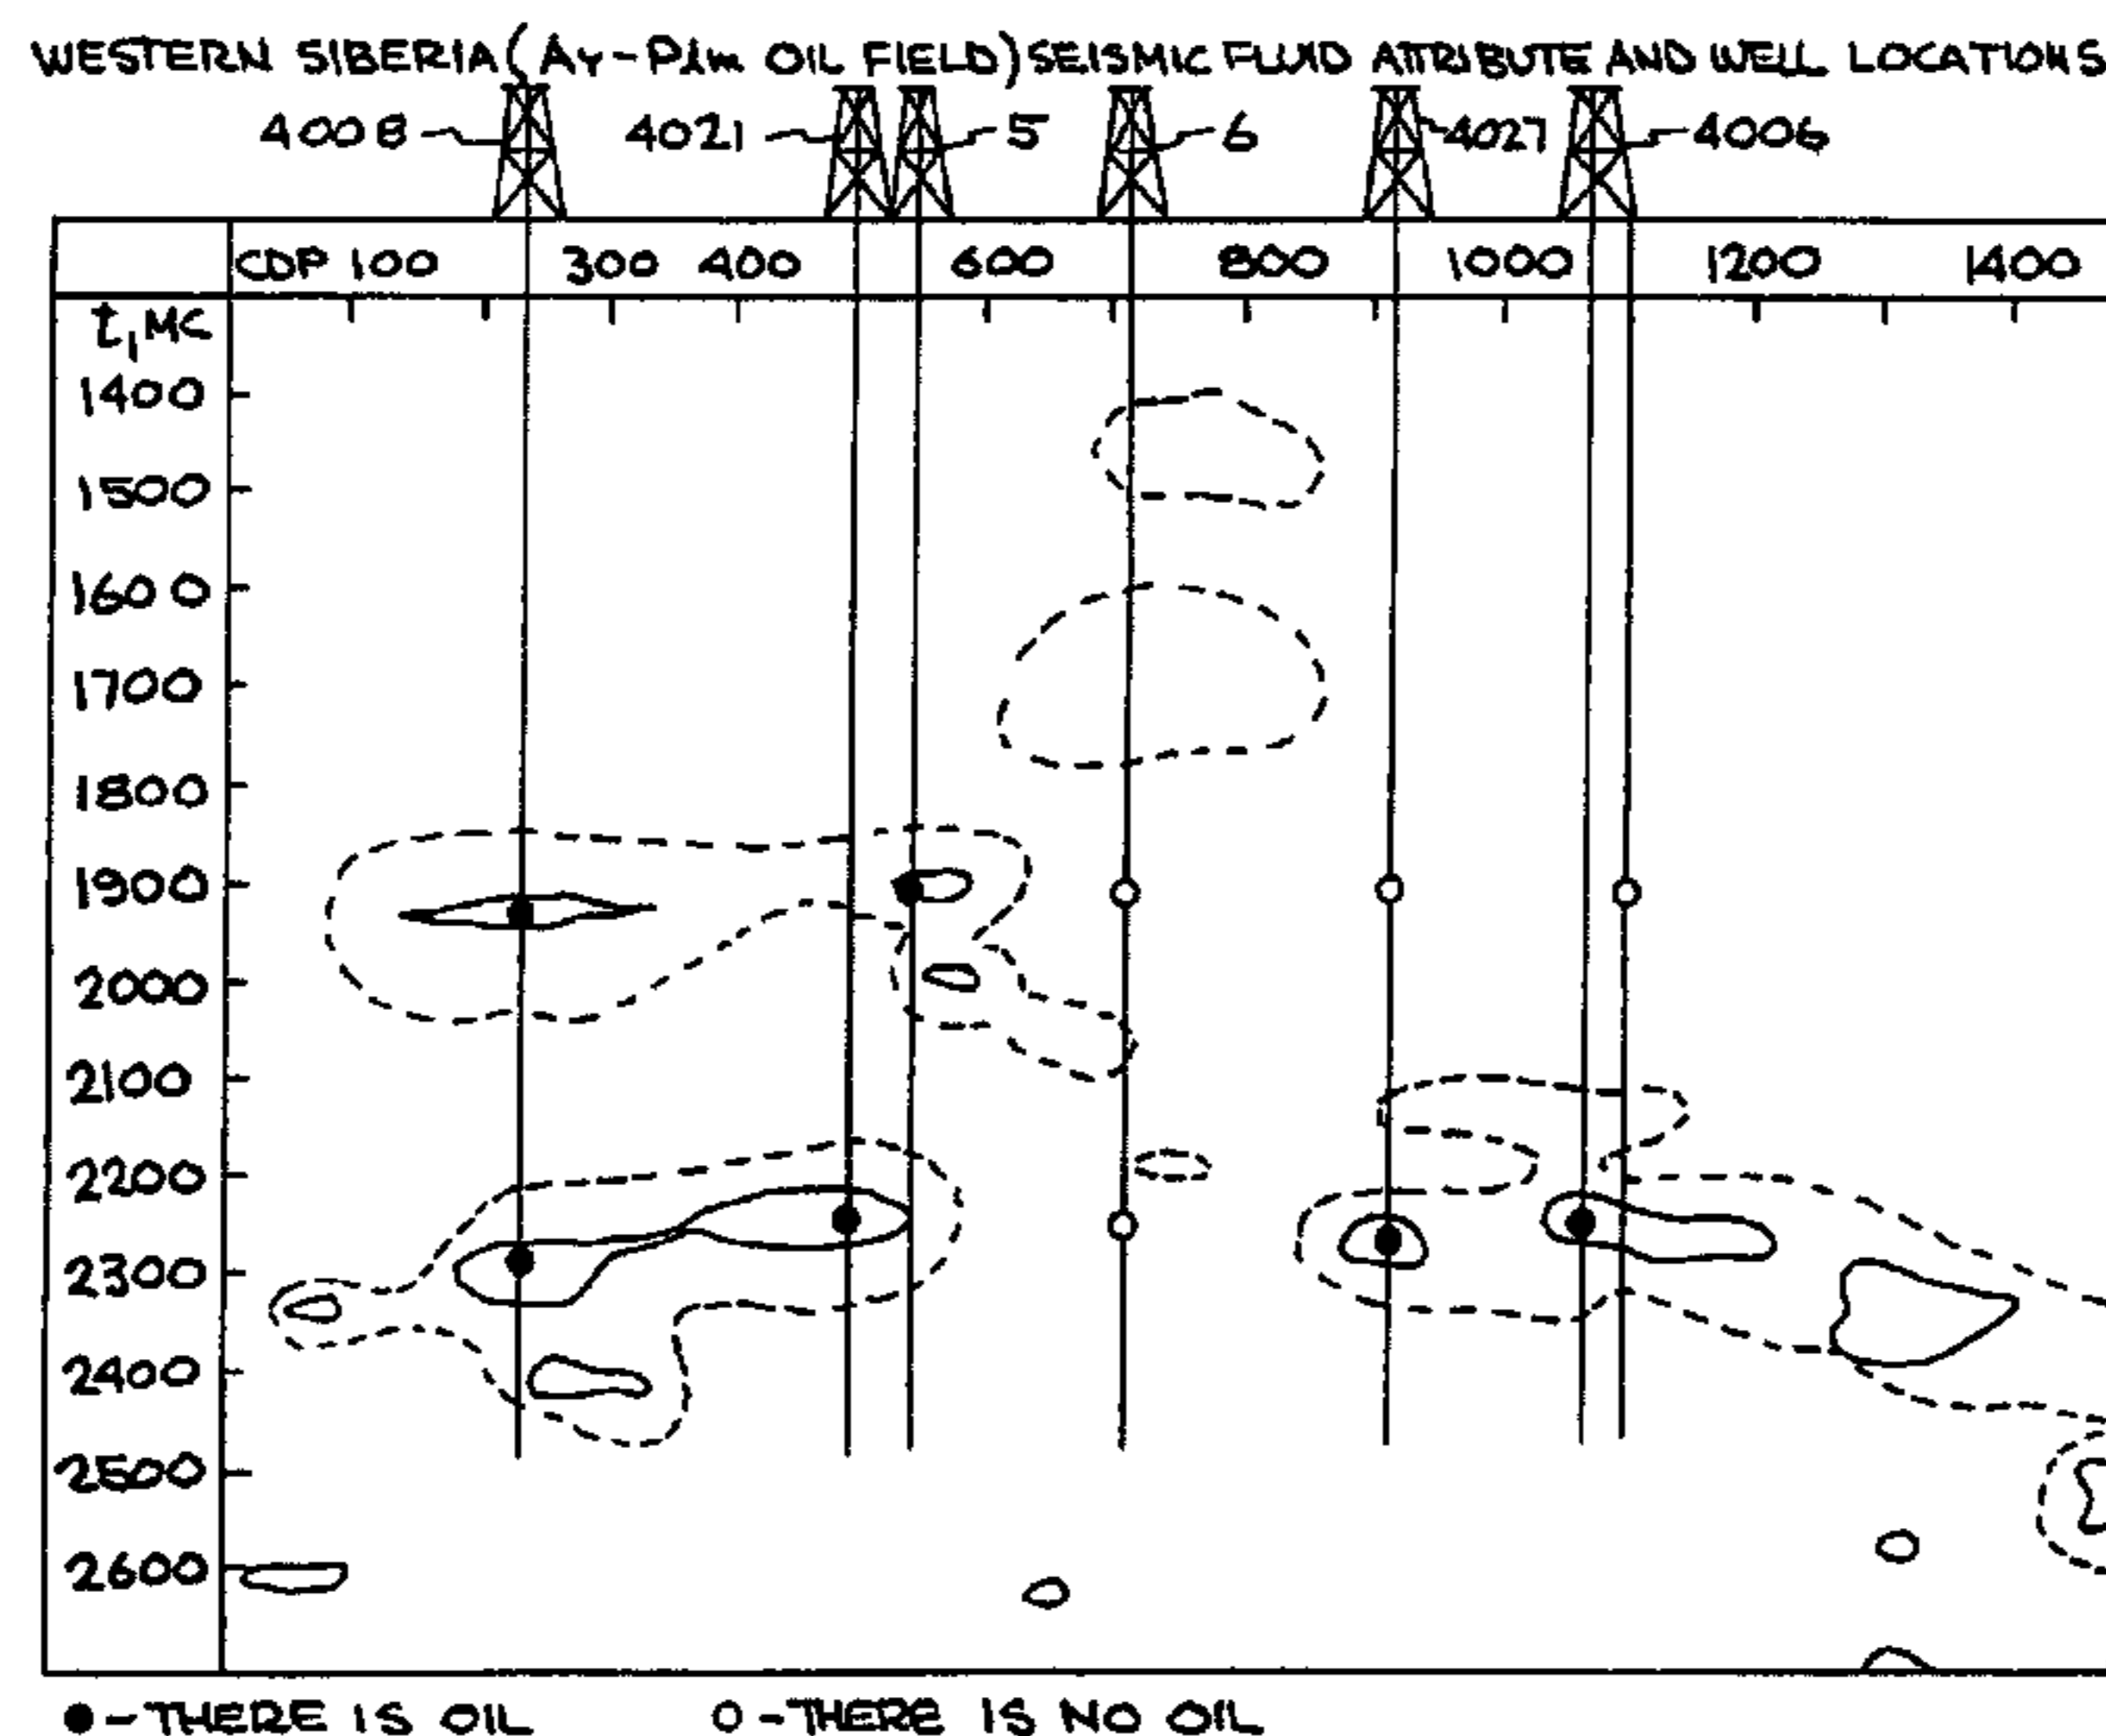 WESTERN SIBERIA (Ay-Pim OIL FIELD) SEISMIC FLUID ATTRIBUTE AND WELL LOCATIONS
4008 4021 5 6 4027 4006
CDP 100 300 400 600 800 1000 1200 1400
t, MC
1400
1500
1600
1700
1800
1900
2000
2100
2200
2300
2400
2500
2600
●-THERE IS OIL ○-THERE IS NO OIL